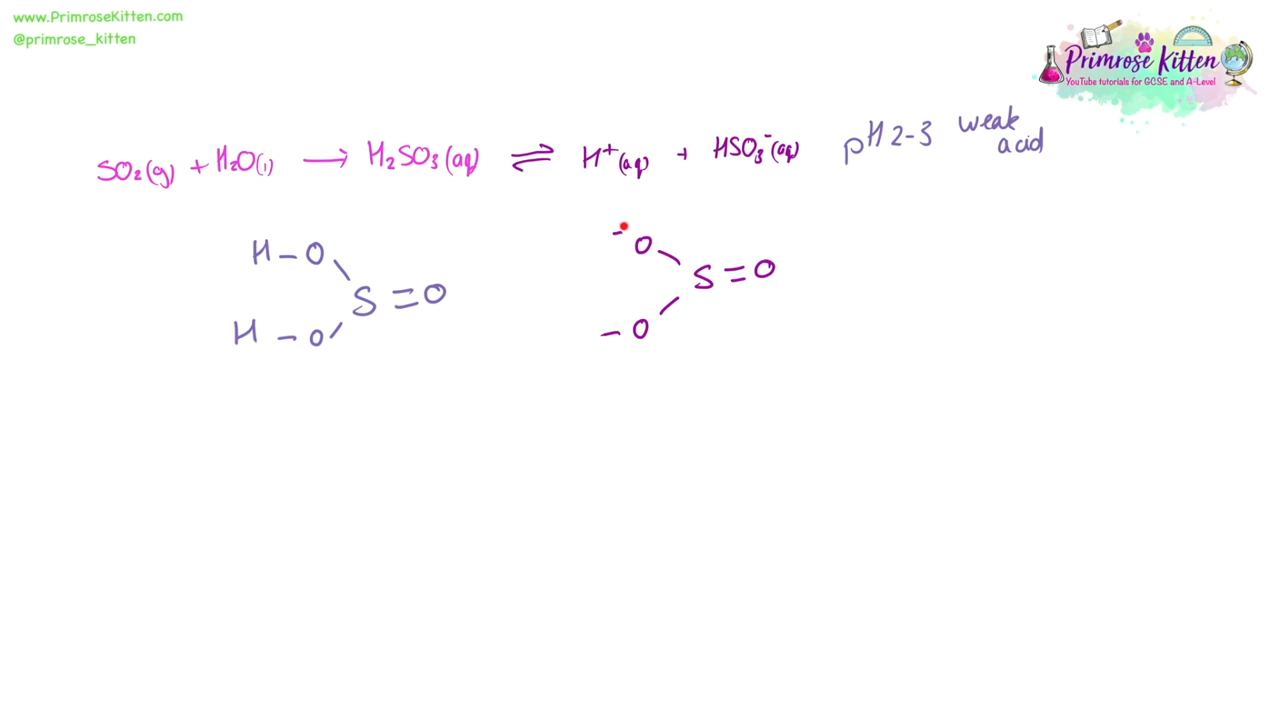 www.PrimroseKitten.com
@primrose_kitten
Primrose Kitten
YouTube tutorials for GCSE and A-Level
SO₂(g) + H₂O(l) ⟶ H₂SO₃(aq) ⇌ H⁺(aq) + HSO₃⁻(aq) pH 2-3 weak acid
H - O
S = O
H - O
- O
S = O
- O